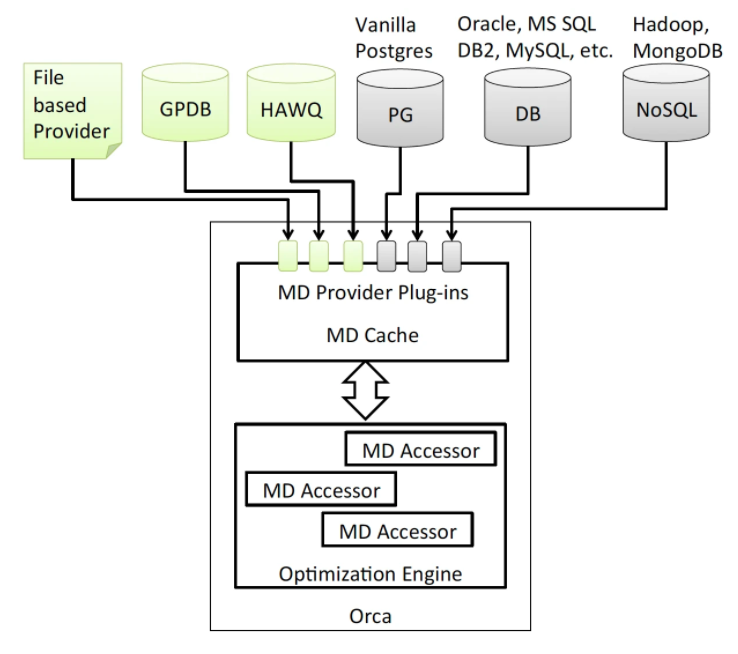 Vanilla
Postgres
Oracle, MS SQL
DB2, MySQL, etc.
Hadoop,
MongoDB
File
based
Provider
GPDB
HAWQ
PG
DB
NoSQL
MD Provider Plug-ins
MD Cache
MD Accessor
MD Accessor
MD Accessor
Optimization Engine
Orca